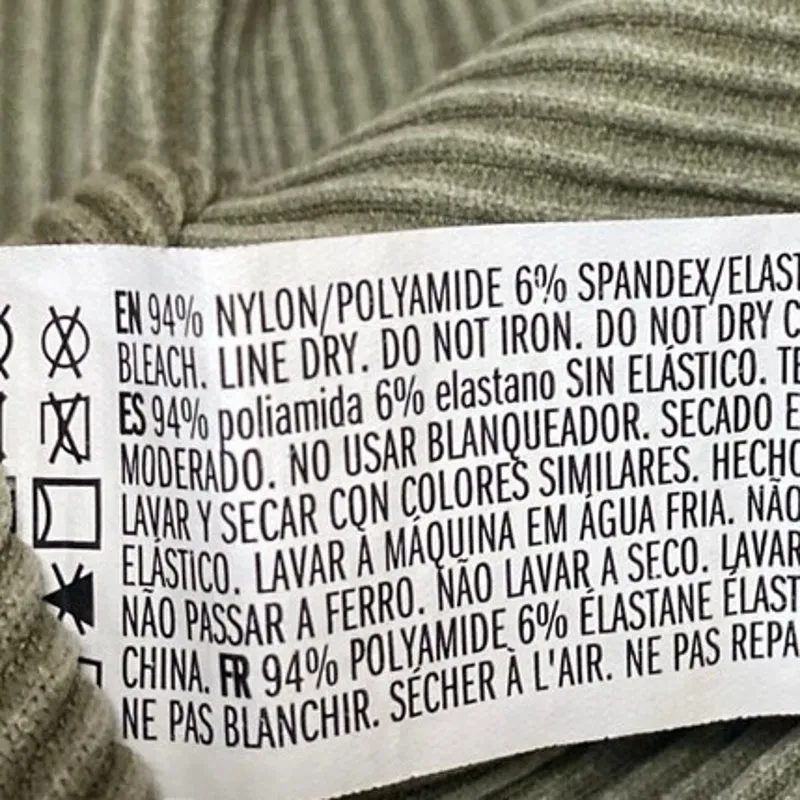 EN 94% NYLON/POLYAMIDE 6% SPANDEX/ELAST
BLEACH. LINE DRY. DO NOT IRON. DO NOT DRY C
ES 94% poliamida 6% elastano SIN ELÁSTICO. TE
MODERADO. NO USAR BLANQUEADOR. SECADO E
LAVAR Y SECAR CON COLORES SIMILARES. HECHO
ELÁSTICO. LAVAR À MÁQUINA EM ÁGUA FRIA. NÃO
NÃO PASSAR A FERRO. NÃO LAVAR A SECO. LAVAR
CHINA. FR 94% POLYAMIDE 6% ÉLASTANE ÉLAST
NE PAS BLANCHIR. SÉCHER À L'AIR. NE PAS REPA